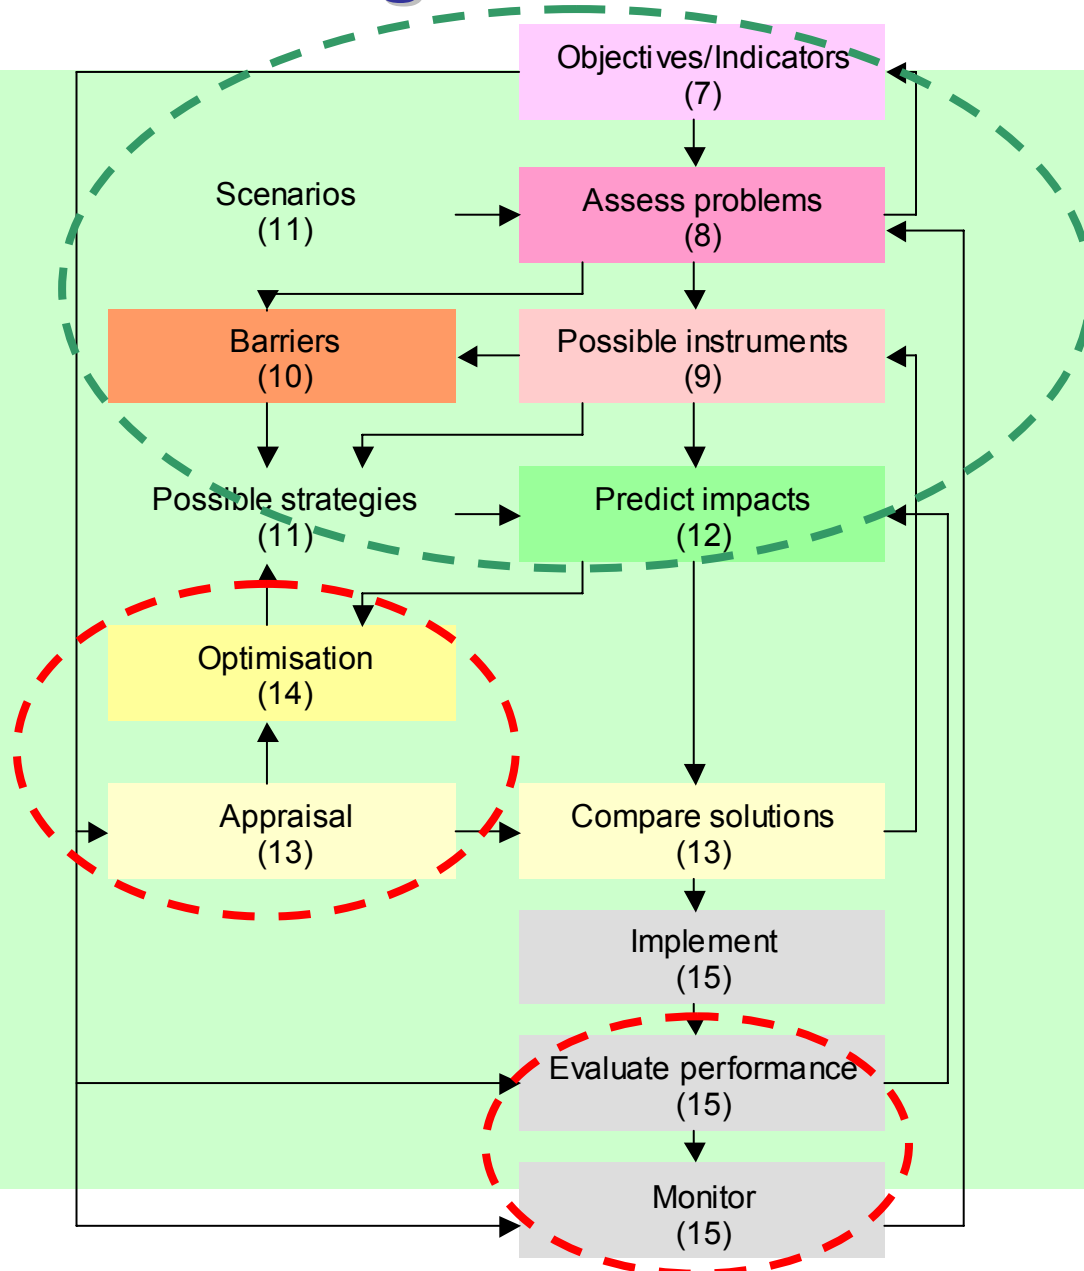 Objectives/Indicators
(7)
Scenarios
(11)
Assess problems
(8)
Barriers
(10)
Possible instruments
(9)
Possible strategies
(11)
Predict impacts
(12)
Optimisation
(14)
Appraisal
(13)
Compare solutions
(13)
Implement
(15)
Evaluate performance
(15)
Monitor
(15)